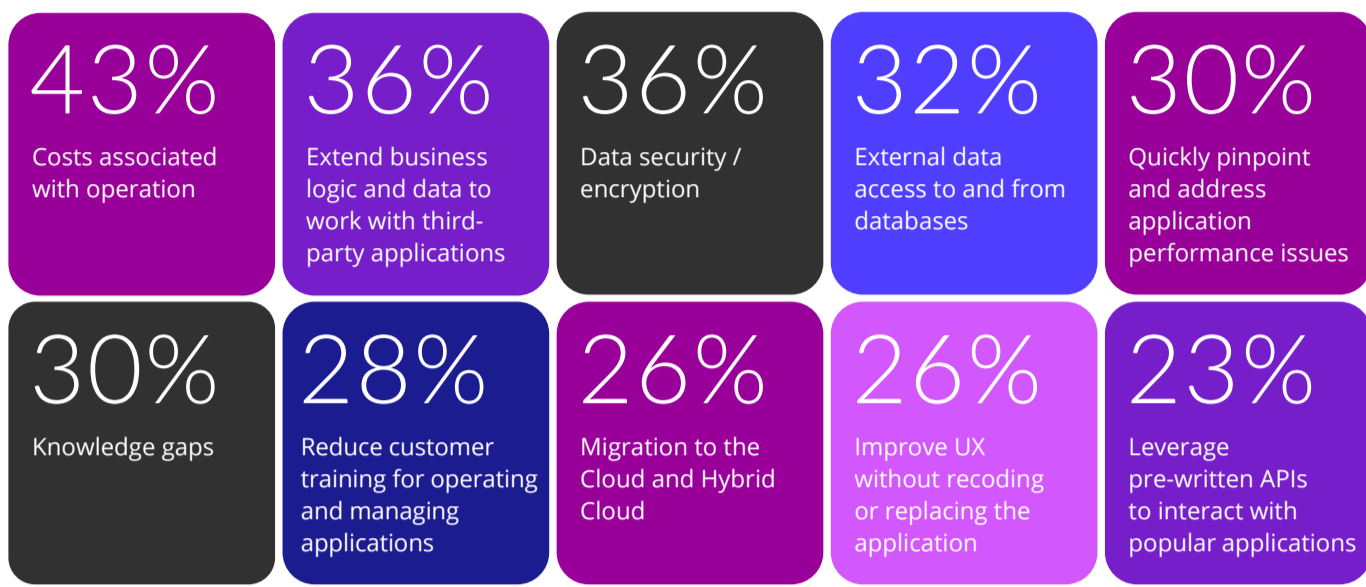 43%
Costs associated
with operation
36%
Extend business
logic and data to
work with third-
party applications
36%
Data security /
encryption
32%
External data
access to and from
databases
30%
Quickly pinpoint
and address
application
performance issues
30%
Knowledge gaps
28%
Reduce customer
training for operating
and managing
applications
26%
Migration to the
Cloud and Hybrid
Cloud
26%
Improve UX
without recoding
or replacing the
application
23%
Leverage
pre-written APIs
to interact with
popular applications